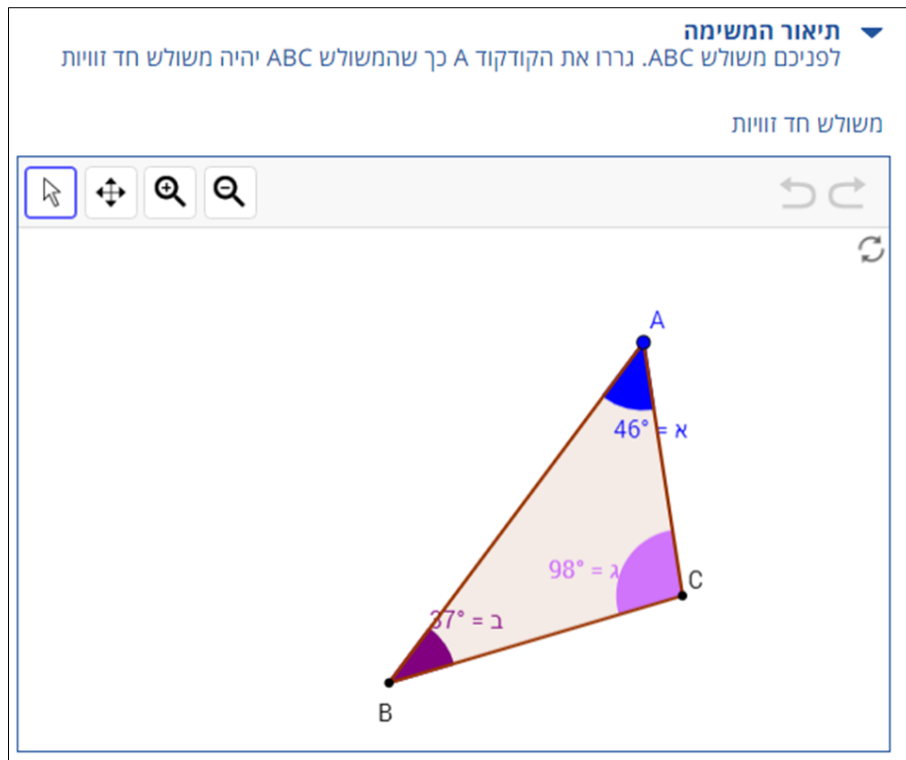 תיאור המשימה
לפניכם משולש ABC. גררו את הקודקוד A כך שהמשולש ABC יהיה משולש חד זוויות
משולש חד זוויות
A
א = 46°
ג = 98°
C
ב = 37°
B